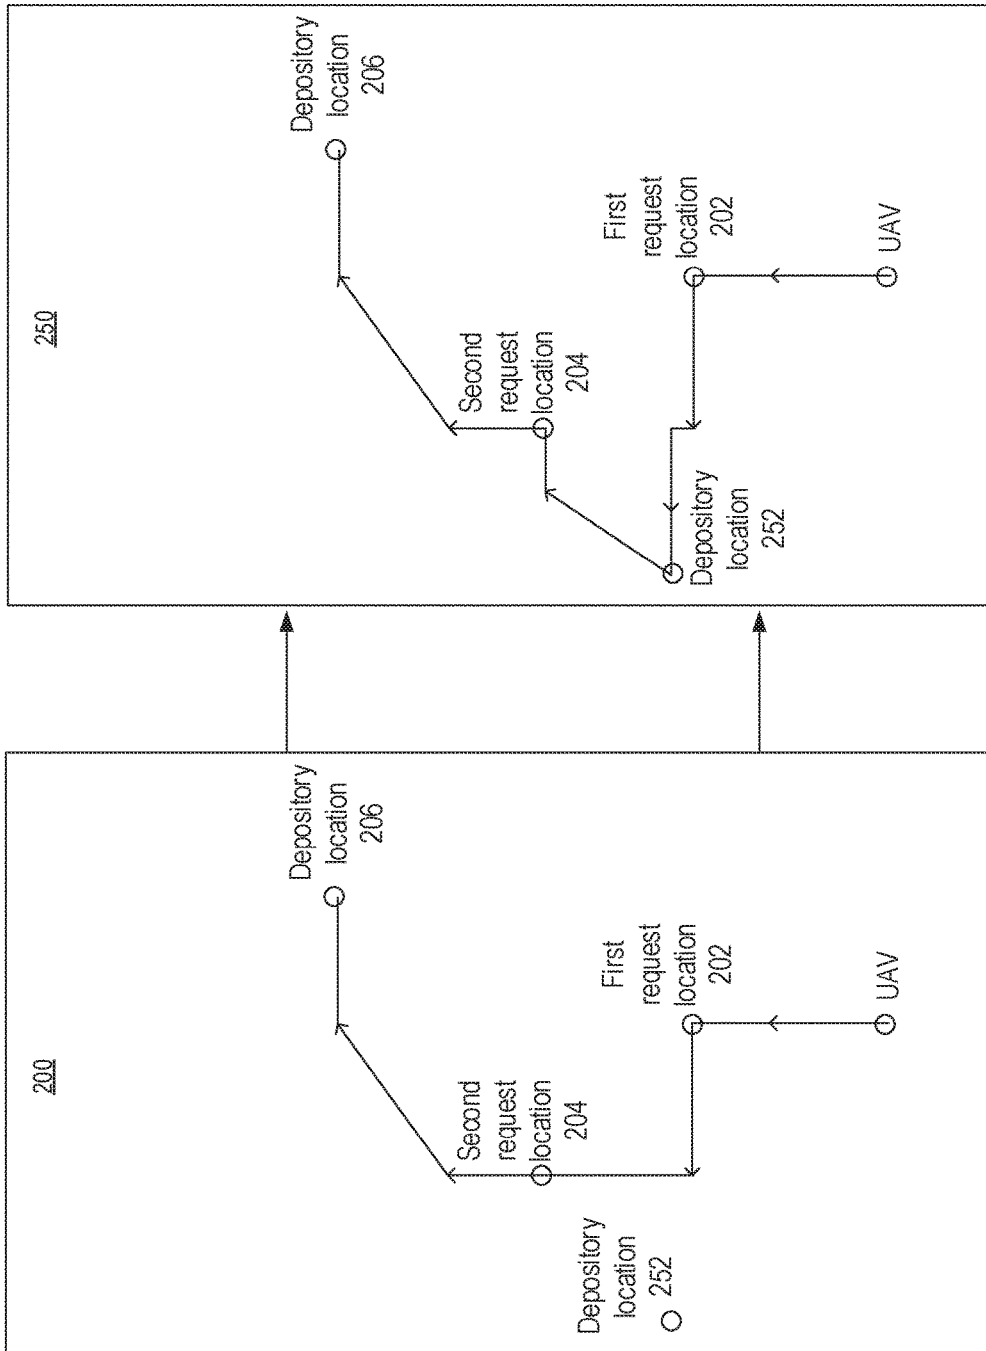 200
Depository
location
206
Second
request
location
204
First
request
location
202
UAV
Depository
location
252
250
Depository
location
206
Second
request
location
204
First
request
location
202
UAV
Depository
location
252